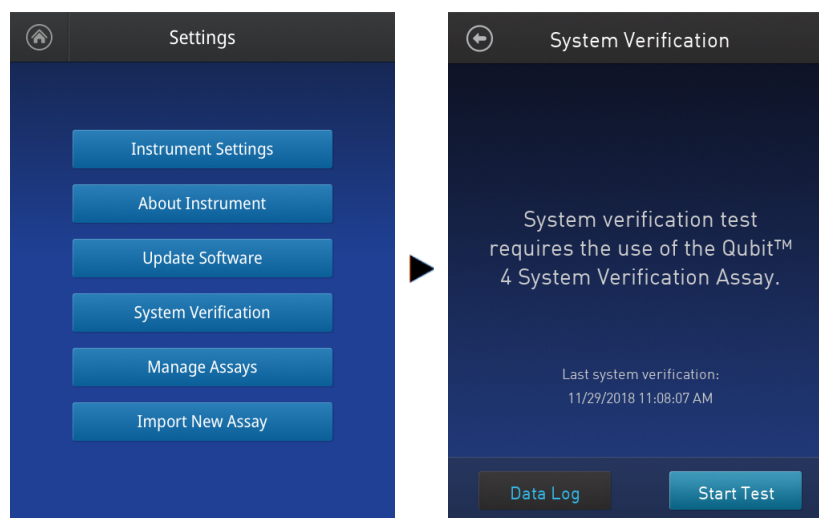 Settings
Instrument Settings
About Instrument
Update Software
System Verification
Manage Assays
Import New Assay
System Verification
System verification test
requires the use of the Qubit™
4 System Verification Assay.
Last system verification:
11/29/2018 11:08:07 AM
Data Log
Start Test